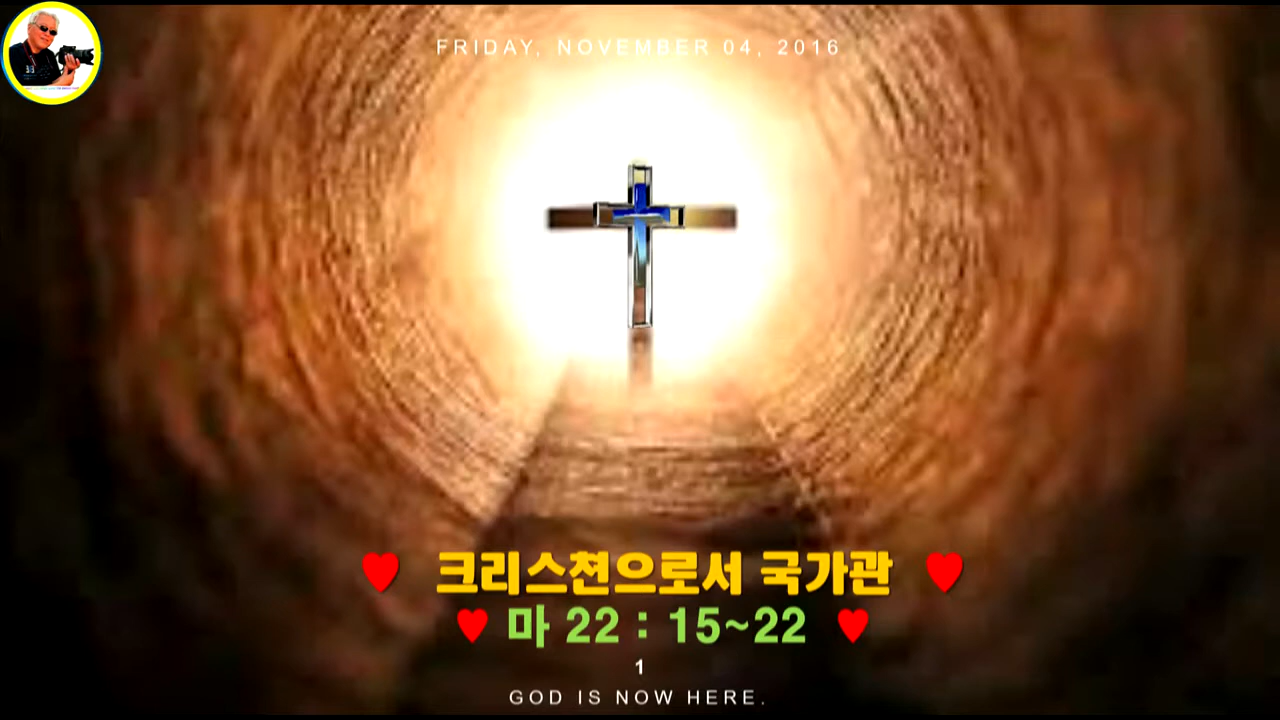 FRIDAY, NOVEMBER 04, 2016
♥ 크리스천으로서 국가관 ♥
♥ 마 22 : 15~22 ♥
1
GOD IS NOW HERE.